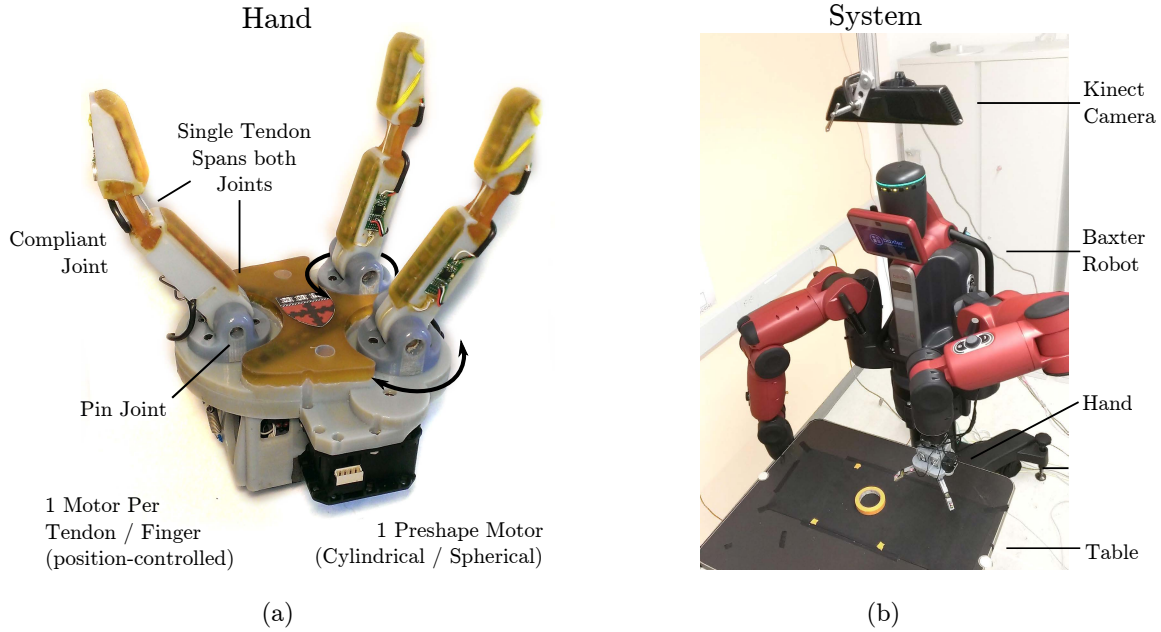 Hand
Single Tendon
Spans both
Joints
Compliant
Joint
Pin Joint
1 Motor Per
Tendon / Finger
(position-controlled)
1 Preshape Motor
(Cylindrical / Spherical)
(a)
System
Kinect
Camera
Baxter
Robot
Hand
Table
(b)